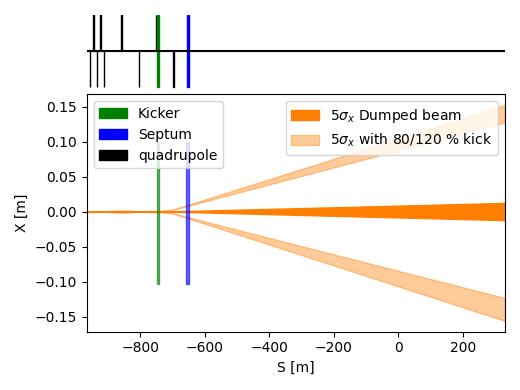 Kicker
Septum
quadrupole
5σx Dumped beam
5σx with 80/120 % kick
0.15
0.10
0.05
0.00
−0.05
−0.10
−0.15
X [m]
−800 −600 −400 −200 0 200
S [m]